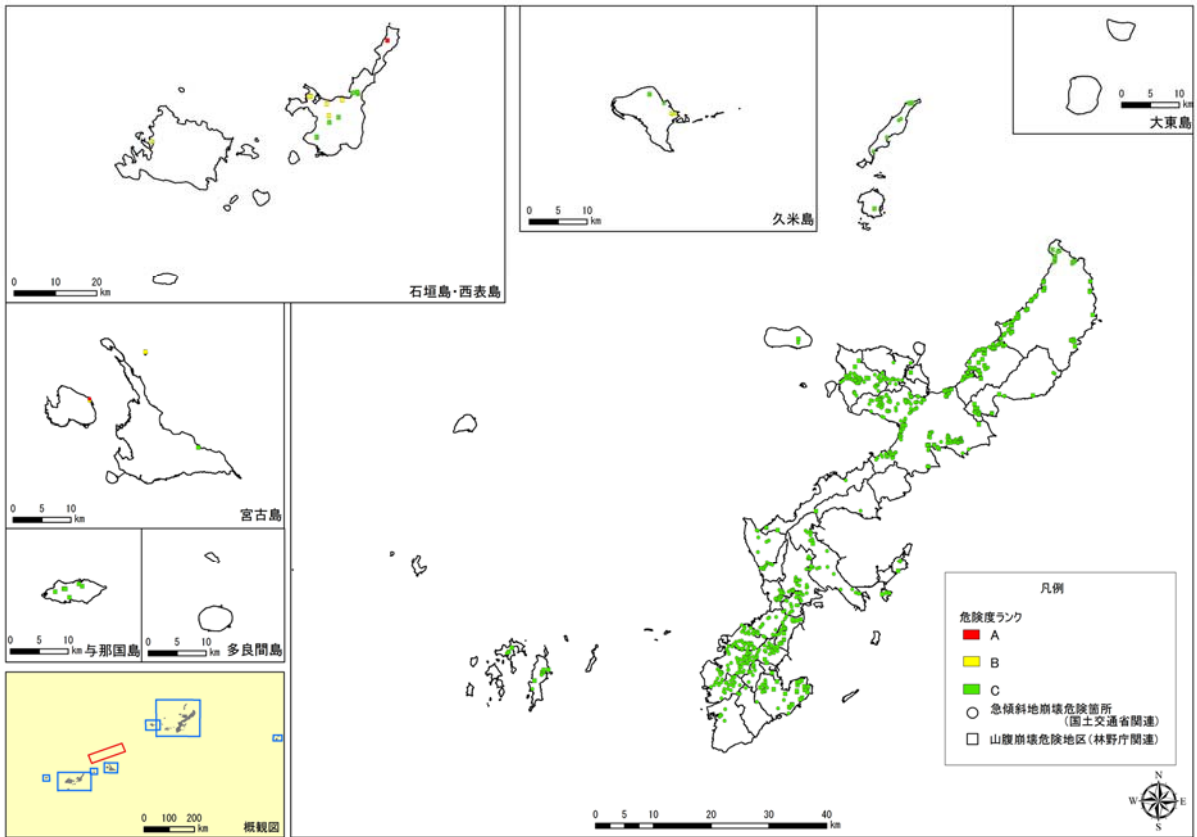 0 10 20
km
石垣島・西表島
0 5 10
km
久米島
0 5 10
km
大東島
0 5 10
km
宮古島
0 5 10
km
与那国島
0 5 10
km
多良間島
0 100 200
km
概観図
0 5 10 20 30 40
km
凡例
危険度ランク
A
B
C
急傾斜地崩壊危険箇所
(国土交通省関連)
山腹崩壊危険地区(林野庁関連)
N
W E
S